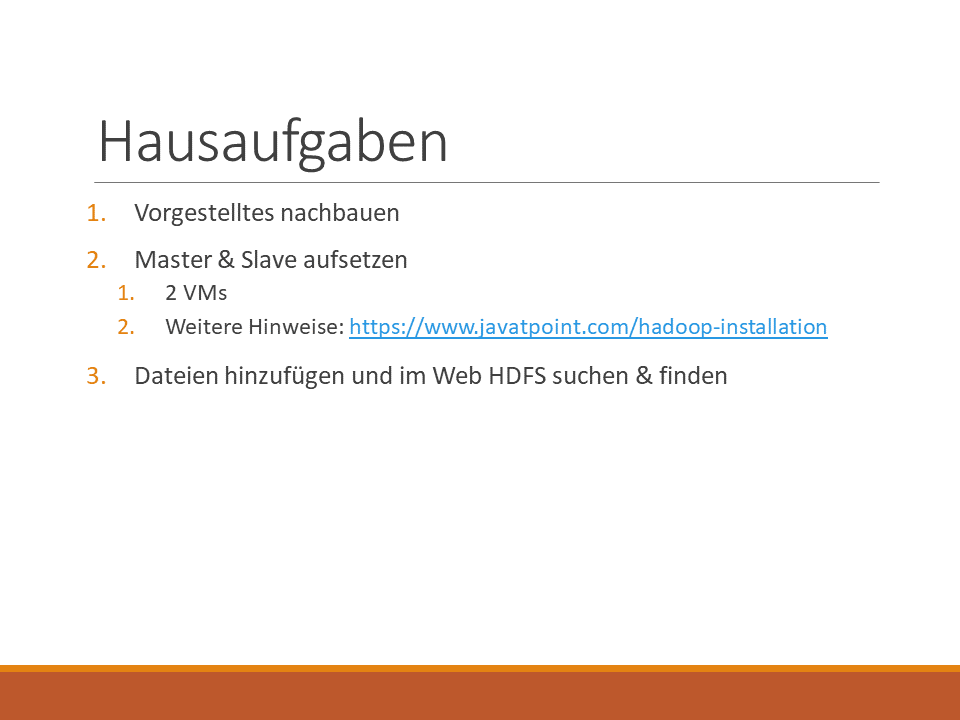 Hausaufgaben
1. Vorgestelltes nachbauen
2. Master & Slave aufsetzen
1. 2 VMs
2. Weitere Hinweise: https://www.javatpoint.com/hadoop-installation
3. Dateien hinzufügen und im Web HDFS suchen & finden